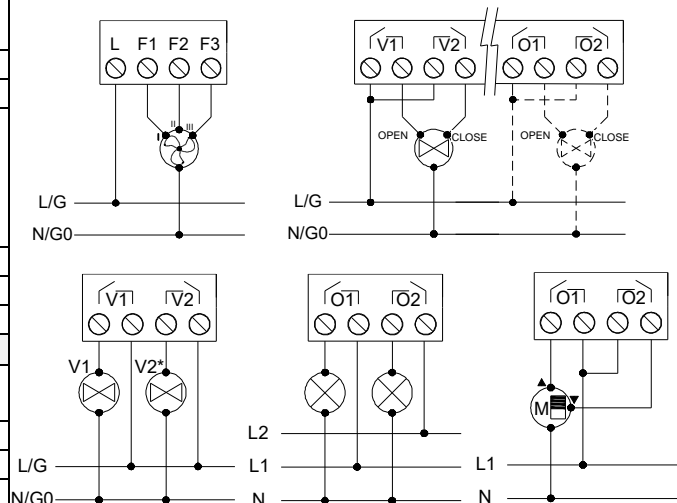 L F1 F2 F3
V1 V2 O1 O2
I II III
OPEN CLOSE OPEN CLOSE
L/G L/G
N/G0 N/G0
V1 V2 O1 O2 O1 O2
V1 V2*
M
L2
L/G L1 L1
N/G0 N N